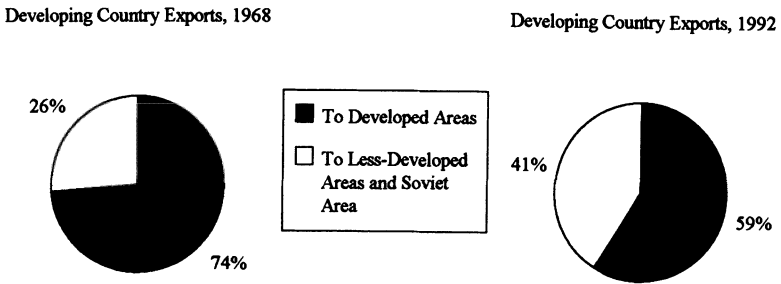 Developing Country Exports, 1968
26%
74%
To Developed Areas
To Less-Developed
Areas and Soviet
Area
Developing Country Exports, 1992
41%
59%